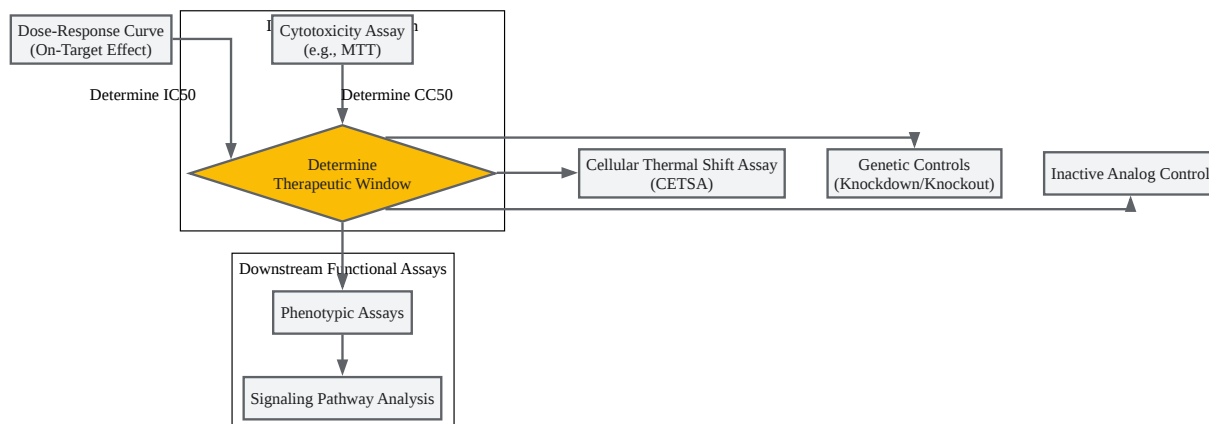 Dose-Response Curve
(On-Target Effect)
Cytotoxicity Assay
(e.g., MTT)
Determine IC50
Determine CC50
Determine
Therapeutic Window
Cellular Thermal Shift Assay
(CETSA)
Genetic Controls
(Knockdown/Knockout)
Inactive Analog Control
Downstream Functional Assays
Phenotypic Assays
Signaling Pathway Analysis